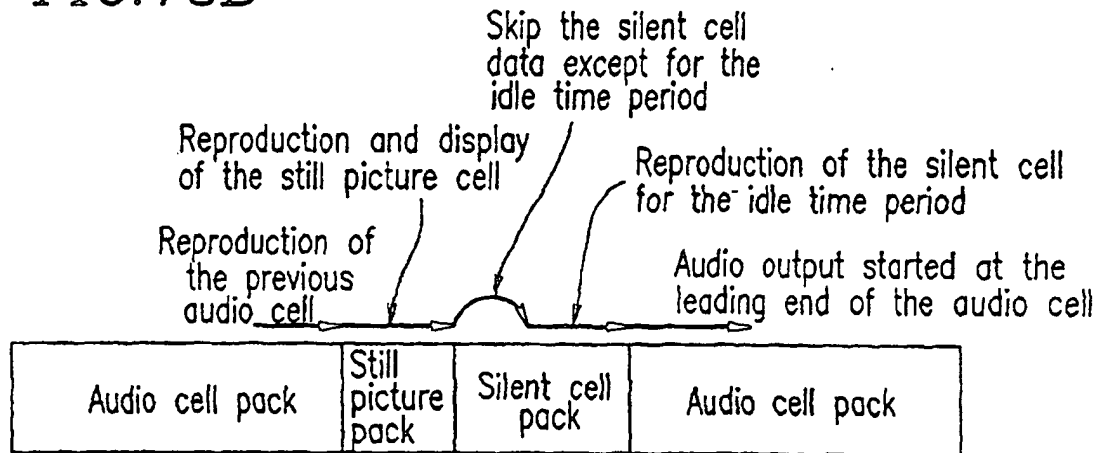 Skip the silent cell
data except for the
idle time period
Reproduction and display
of the still picture cell
Reproduction of the silent cell
for the idle time period
Reproduction of
the previous
audio cell
Audio output started at the
leading end of the audio cell
Audio cell pack
Still
picture
pack
Silent cell
pack
Audio cell pack